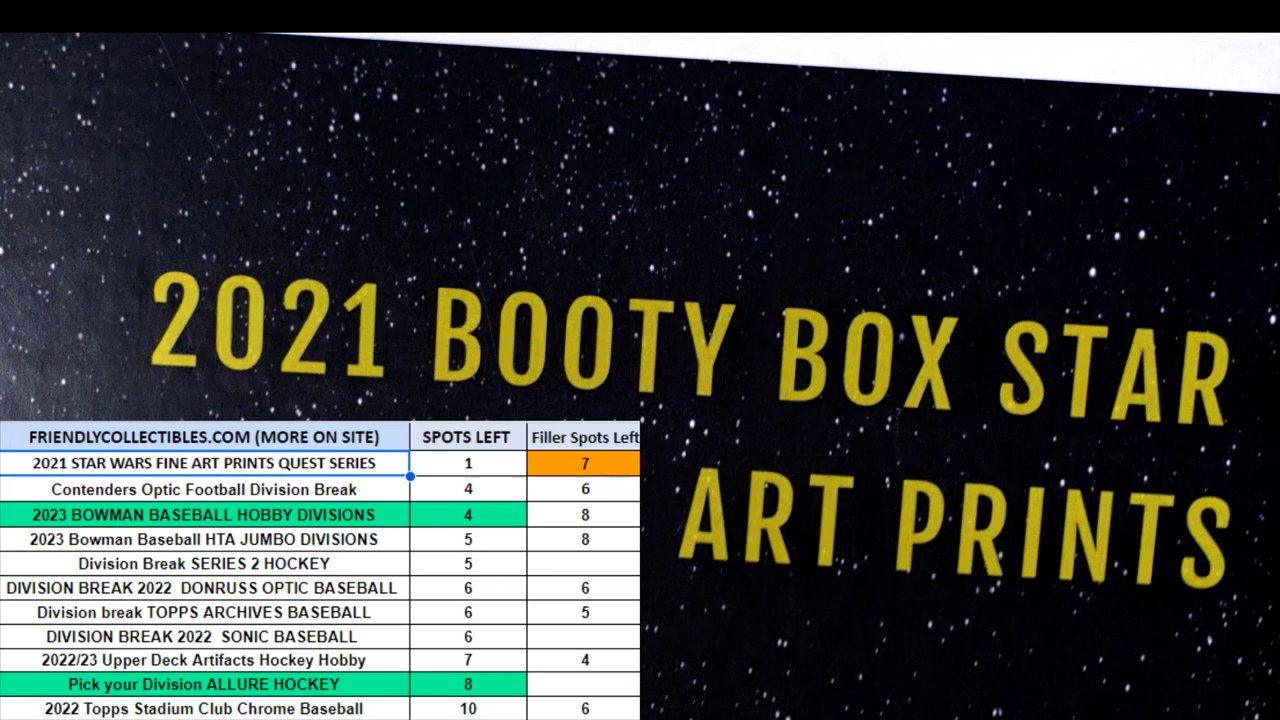 2021 BOOTY BOX STAR
ART PRINTS
FRIENDLYCOLLECTIBLES.COM (MORE ON SITE) SPOTS LEFT Filler Spots Left
2021 STAR WARS FINE ART PRINTS QUEST SERIES 1 7
Contenders Optic Football Division Break 4 6
2023 BOWMAN BASEBALL HOBBY DIVISIONS 4 8
2023 Bowman Baseball HTA JUMBO DIVISIONS 5 8
Division Break SERIES 2 HOCKEY 5
DIVISION BREAK 2022 DONRUSS OPTIC BASEBALL 6 6
Division break TOPPS ARCHIVES BASEBALL 6 5
DIVISION BREAK 2022 SONIC BASEBALL 6
2022/23 Upper Deck Artifacts Hockey Hobby 7 4
Pick your Division ALLURE HOCKEY 8
2022 Topps Stadium Club Chrome Baseball 10 6